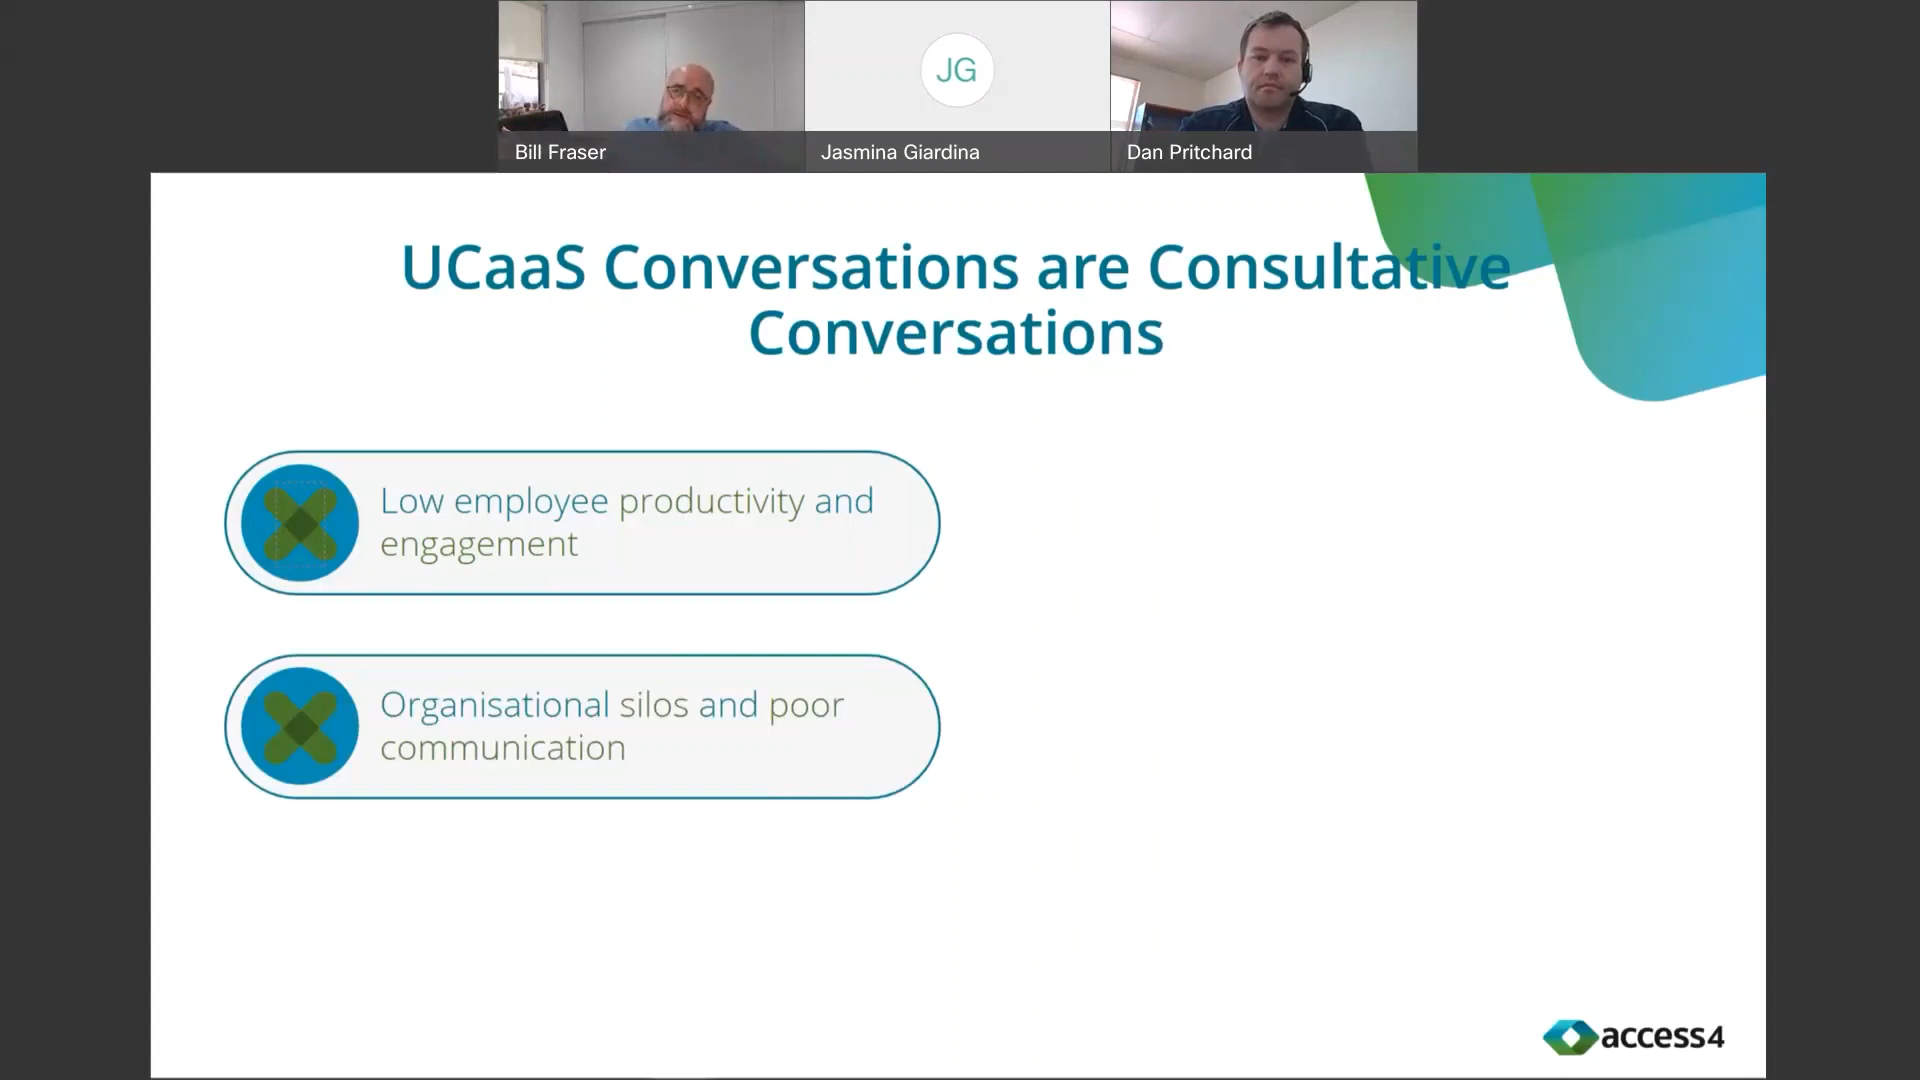 Bill Fraser
JG
Jasmina Giardina
Dan Pritchard
UCaaS Conversations are Consultative
Conversations
Low employee productivity and
engagement
Organisational silos and poor
communication
access4